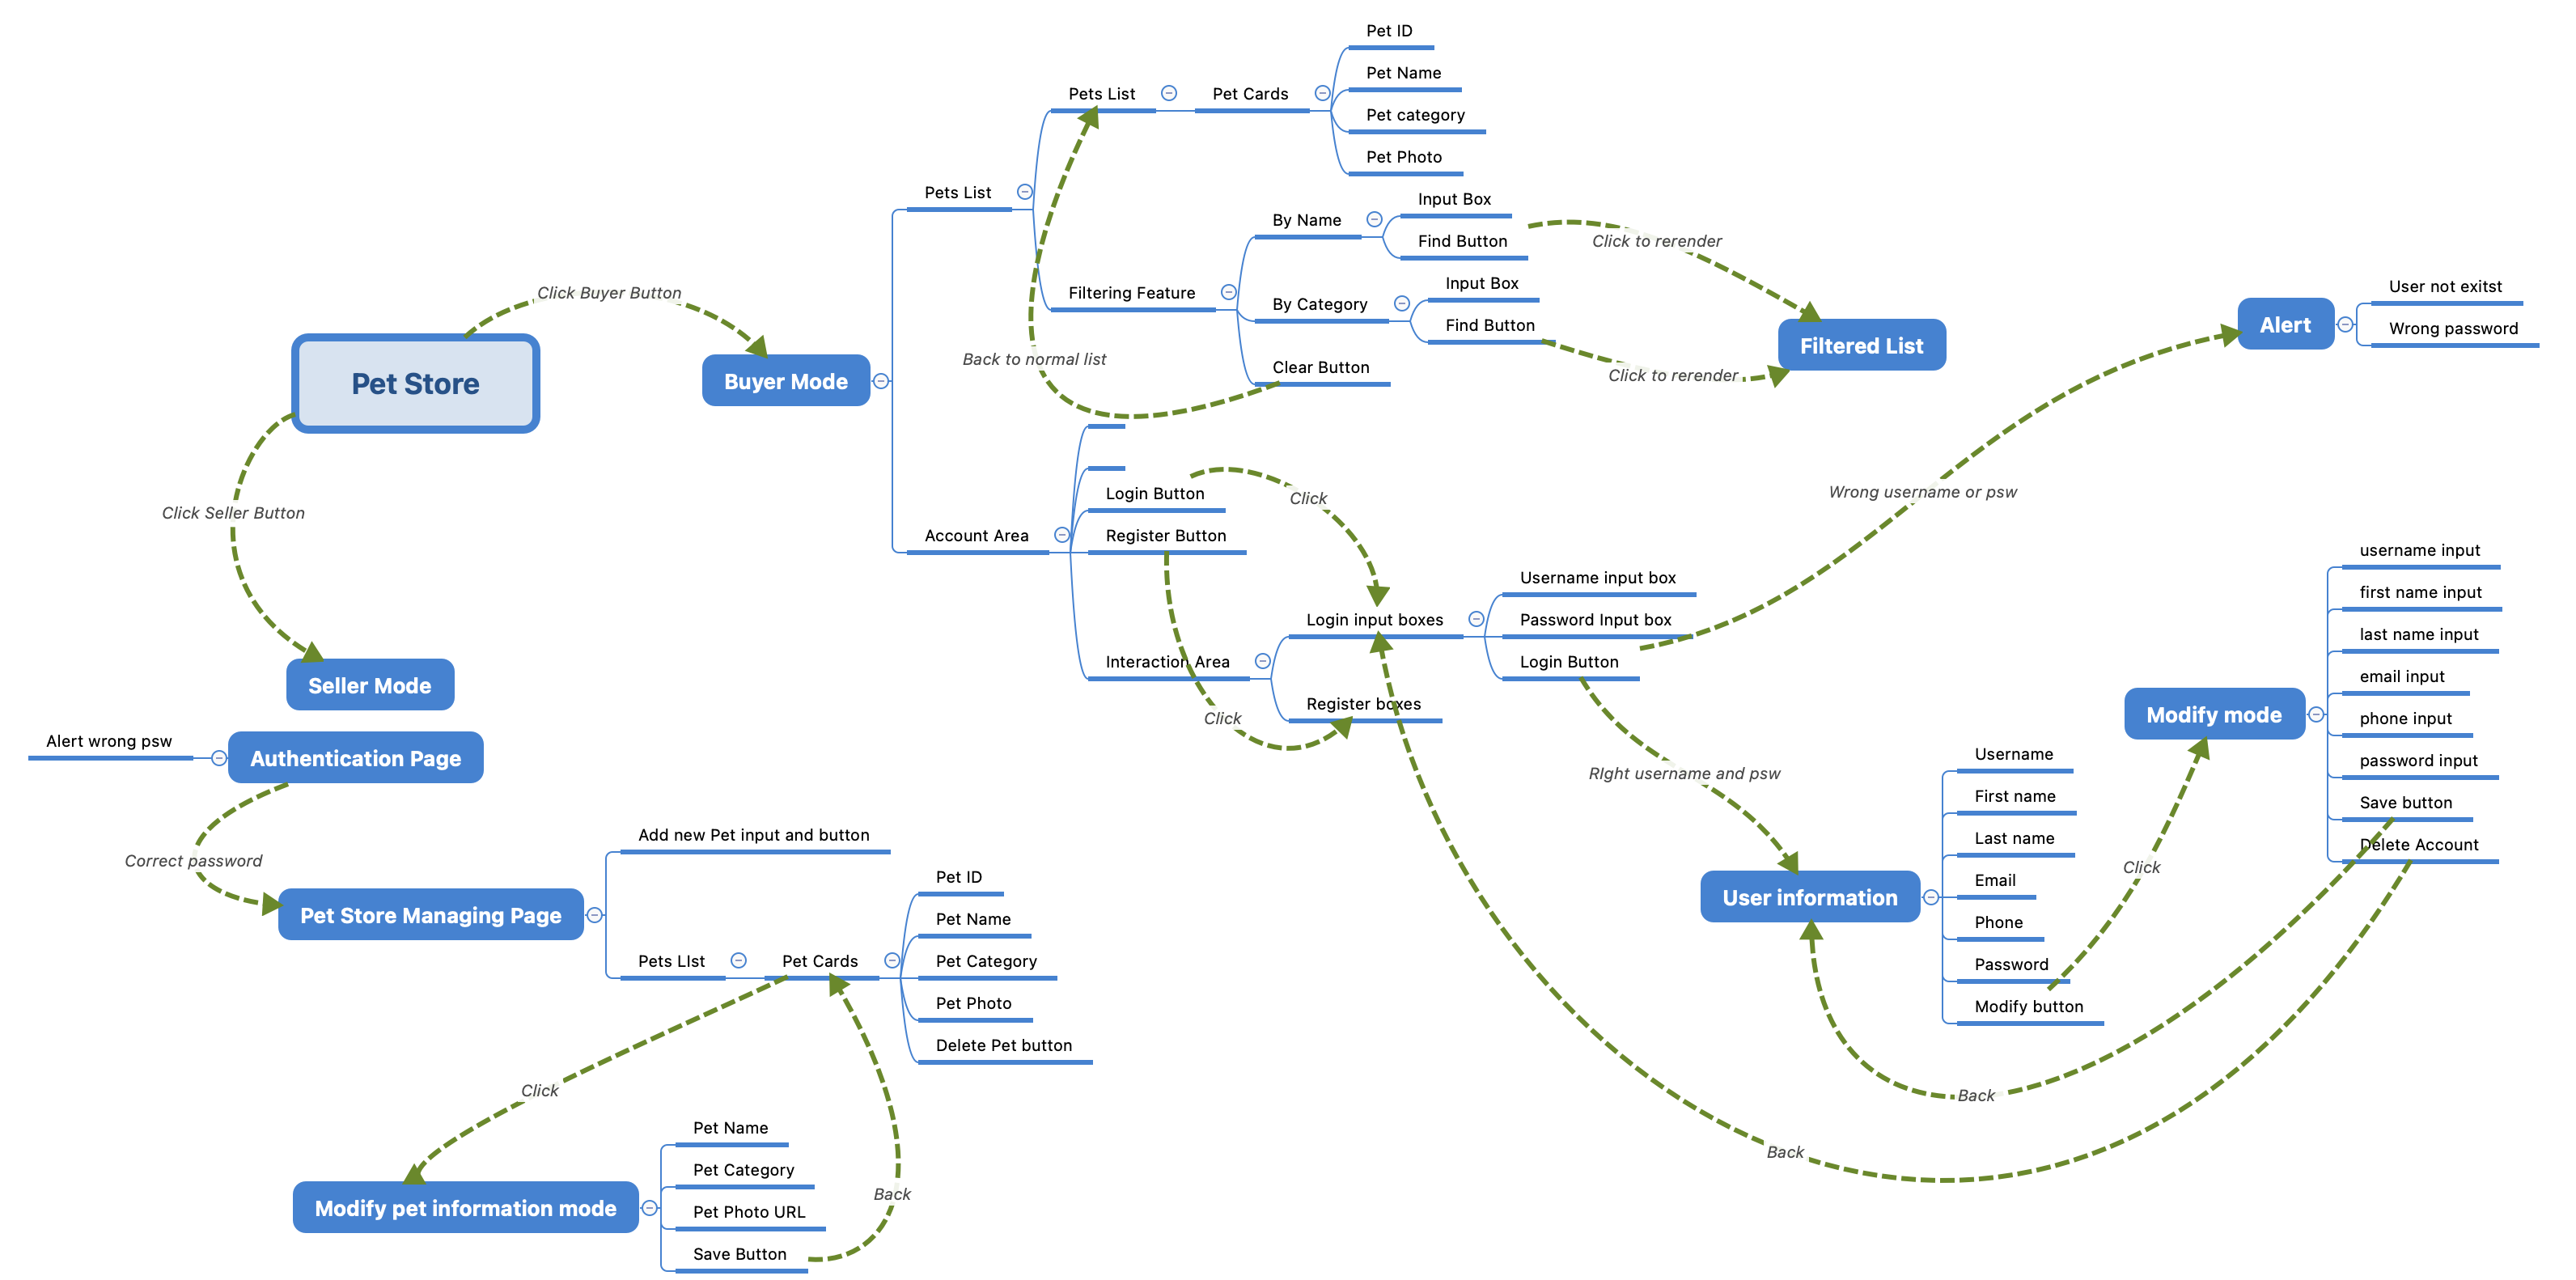 Pet Store
Click Buyer Button
Click Seller Button
Buyer Mode
Pets List
Pets List
Pet Cards
Pet ID
Pet Name
Pet category
Pet Photo
Filtering Feature
By Name
Input Box
Find Button
By Category
Input Box
Find Button
Clear Button
Back to normal list
Click to rerender
Click to rerender
Filtered List
Account Area
Login Button
Register Button
Click
Click
Interaction Area
Login input boxes
Username input box
Password Input box
Login Button
Register boxes
Wrong username or psw
Alert
User not exitst
Wrong password
RIght username and psw
User information
Username
First name
Last name
Email
Phone
Password
Modify button
Click
Modify mode
username input
first name input
last name input
email input
phone input
password input
Save button
Delete Account
Back
Back
Seller Mode
Authentication Page
Alert wrong psw
Correct password
Pet Store Managing Page
Add new Pet input and button
Pets LIst
Pet Cards
Pet ID
Pet Name
Pet Category
Pet Photo
Delete Pet button
Click
Back
Modify pet information mode
Pet Name
Pet Category
Pet Photo URL
Save Button